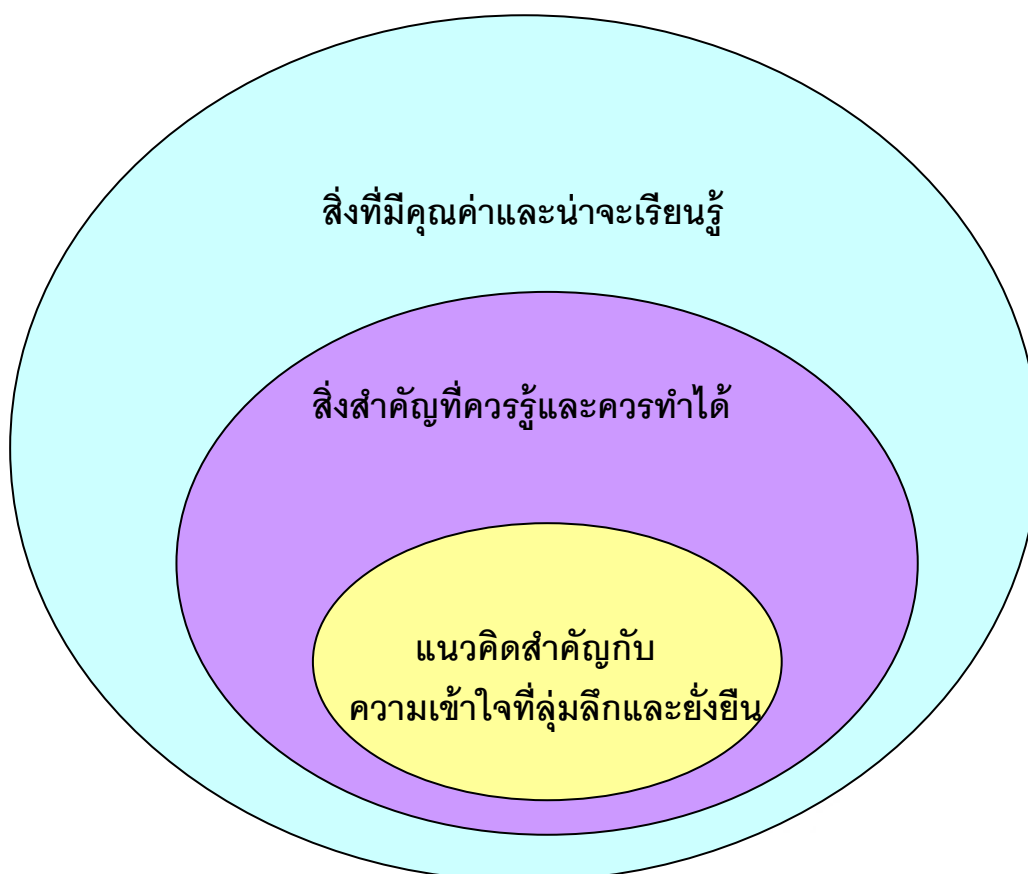 สิ่งที่มีคุณค่าและน่าจะเรียนรู้
สิ่งสำคัญที่ควรรู้และควรทำได้
แนวคิดสำคัญกับ
ความเข้าใจที่ลุ่มลึกและยั่งยืน